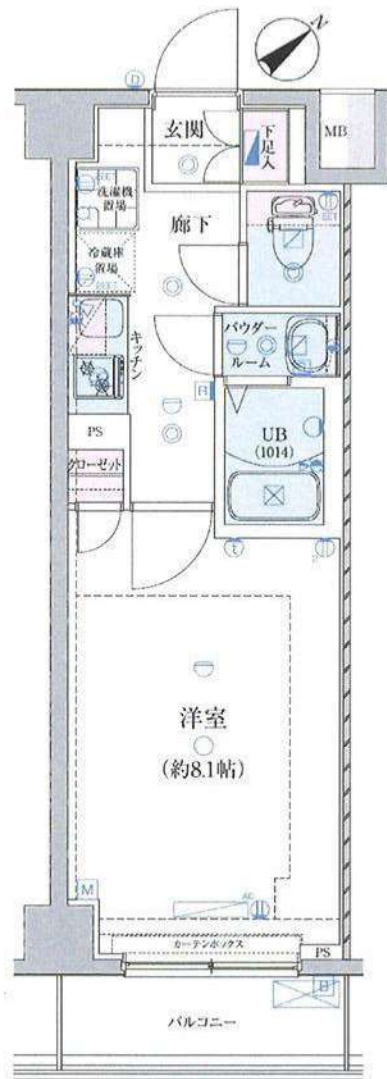 N
D
玄関
下足入
MB
洗濯機
置場
廊下
冷蔵庫
置場
キッチン
パウダー
ルーム
R
PS
UB
(1014)
クローゼット
t
洋室
(約8.1帖)
M
AC
カーテンボックス
PS
バルコニー